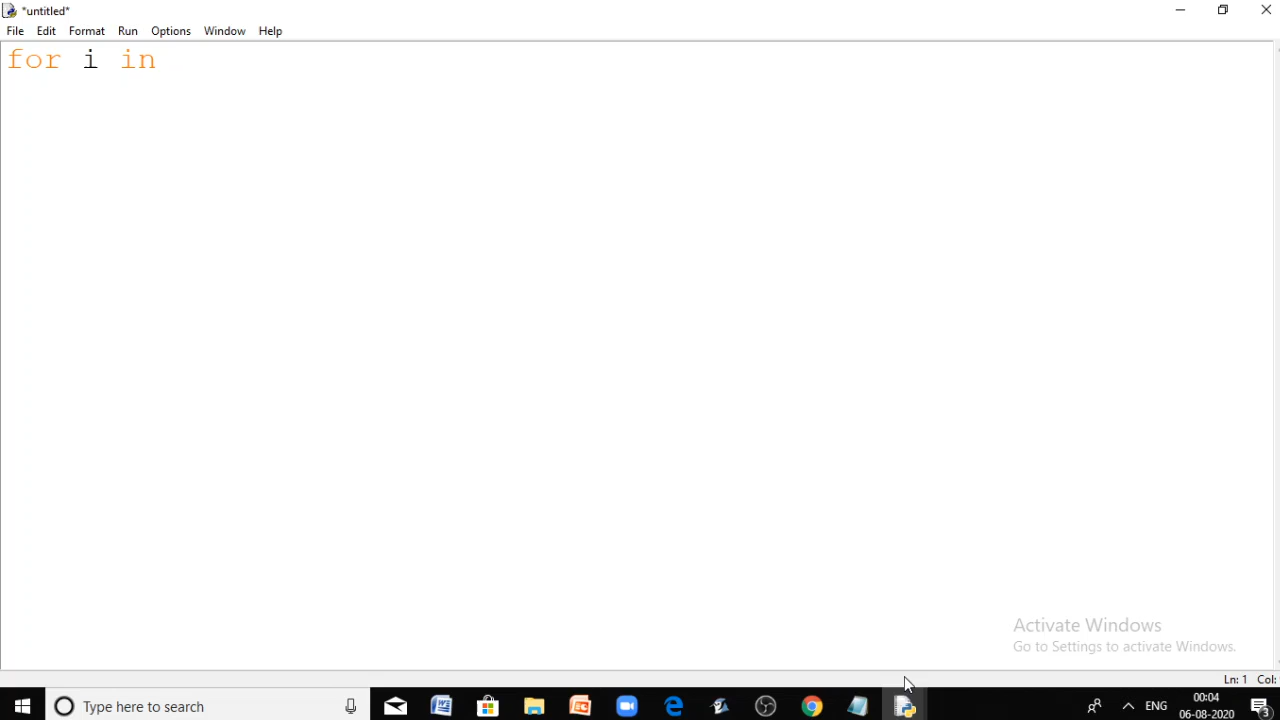 *untitled*
File Edit Format Run Options Window Help
for i in
Activate Windows
Go to Settings to activate Windows.
Ln: 1 Col:
Type here to search
ENG
00:04
06-08-2020
3